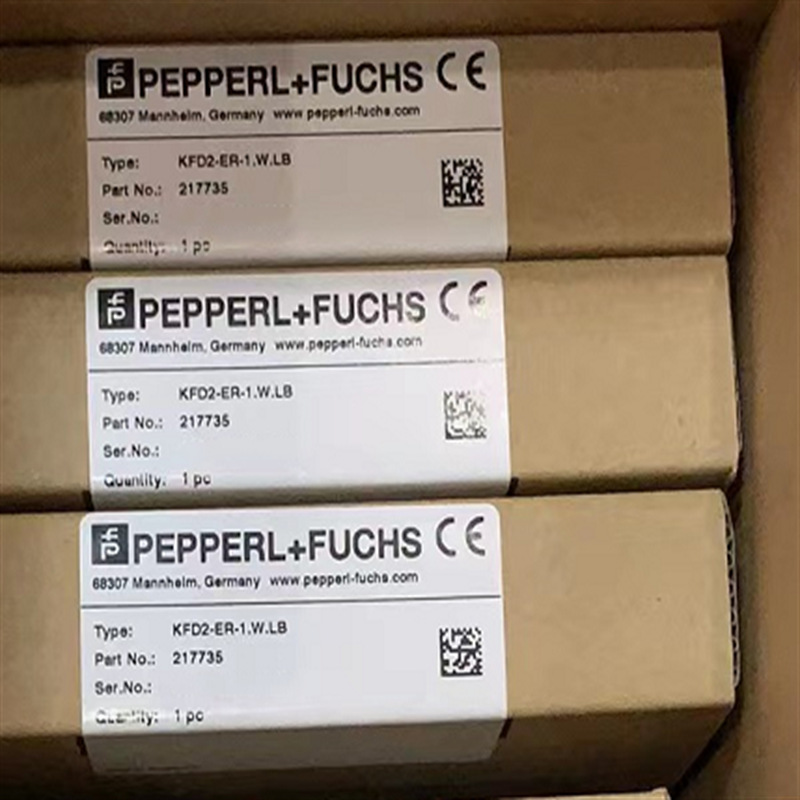 PEPPERL+FUCHS CE
68307 Mannheim, Germany www.pepperl-fuchs.com
Type: KFD2-ER-1.W.LB
Part No.: 217735
Ser.No.:
Quantity: 1 pc
PEPPERL+FUCHS CE
68307 Mannheim, Germany www.pepperl-fuchs.com
Type: KFD2-ER-1.W.LB
Part No.: 217735
Ser.No.:
Quantity: 1 pc
PEPPERL+FUCHS CE
68307 Mannheim, Germany www.pepperl-fuchs.com
Type: KFD2-ER-1.W.LB
Part No.: 217735
Ser.No.:
Quantity: 1 pc